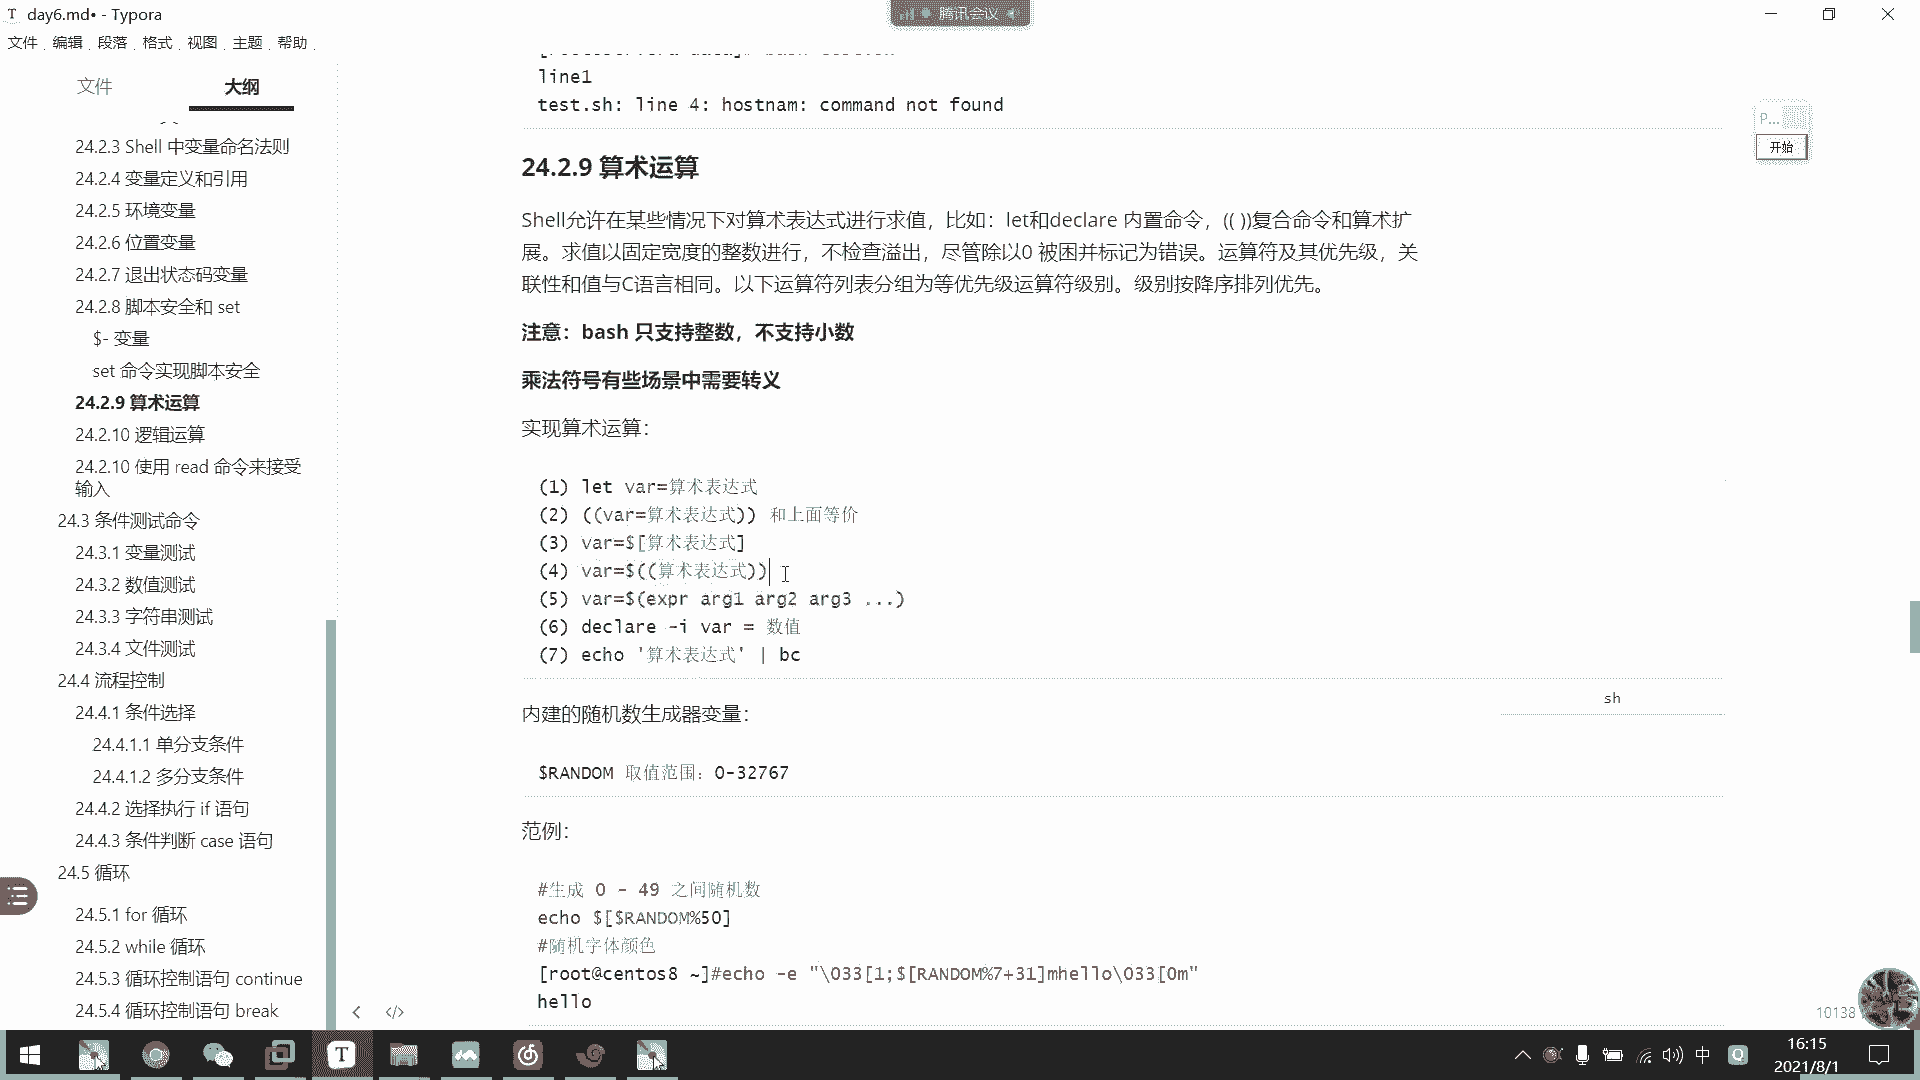 day6.md• - Typora
腾讯会议
文件 编辑 段落 格式 视图 主题 帮助
文件
大纲
24.2.3 Shell 中变量命名法则
24.2.4 变量定义和引用
24.2.5 环境变量
24.2.6 位置变量
24.2.7 退出状态码变量
24.2.8 脚本安全和 set
$- 变量
set 命令实现脚本安全
24.2.9 算术运算
24.2.10 逻辑运算
24.2.10 使用 read 命令来接受
输入
24.3 条件测试命令
24.3.1 变量测试
24.3.2 数值测试
24.3.3 字符串测试
24.3.4 文件测试
24.4 流程控制
24.4.1 条件选择
24.4.1.1 单分支条件
24.4.1.2 多分支条件
24.4.2 选择执行 if 语句
24.4.3 条件判断 case 语句
24.5 循环
24.5.1 for 循环
24.5.2 while 循环
24.5.3 循环控制语句 continue
24.5.4 循环控制语句 break
line1
test.sh: line 4: hostnam: command not found
24.2.9 算术运算
Shell允许在某些情况下对算术表达式进行求值，比如：let和declare 内置命令，(( ))复合命令和算术扩
展。求值以固定宽度的整数进行，不检查溢出，尽管除以0 被困并标记为错误。运算符及其优先级，关
联性和值与C语言相同。以下运算符列表分组为等优先级运算符级别。级别按降序排列优先。
注意：bash 只支持整数，不支持小数
乘法符号有些场景中需要转义
实现算术运算：
(1) let var=算术表达式
(2) ((var=算术表达式)) 和上面等价
(3) var=$[算术表达式]
(4) var=$((算术表达式))
(5) var=$(expr arg1 arg2 arg3 ...)
(6) declare -i var = 数值
(7) echo '算术表达式' | bc
sh
内建的随机数生成器变量：
$RANDOM 取值范围：0-32767
范例：
#生成 0 - 49 之间随机数
echo $[$RANDOM%50]
#随机字体颜色
[root@centos8 ~]#echo -e "\033[1;$[RANDOM%7+31]mhello\033[0m"
hello
P...
开始
10138
中
16:15
2021/8/1